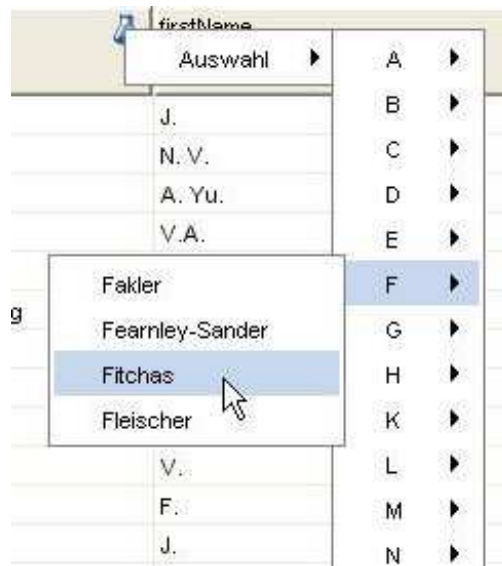 firstName
Auswahl
A
B
C
D
E
F
G
H
K
L
M
N
J.
N. V.
A. Yu.
V.A.
g
Fakler
Fearnley-Sander
Fitchas
Fleischer
V.
F.
J.